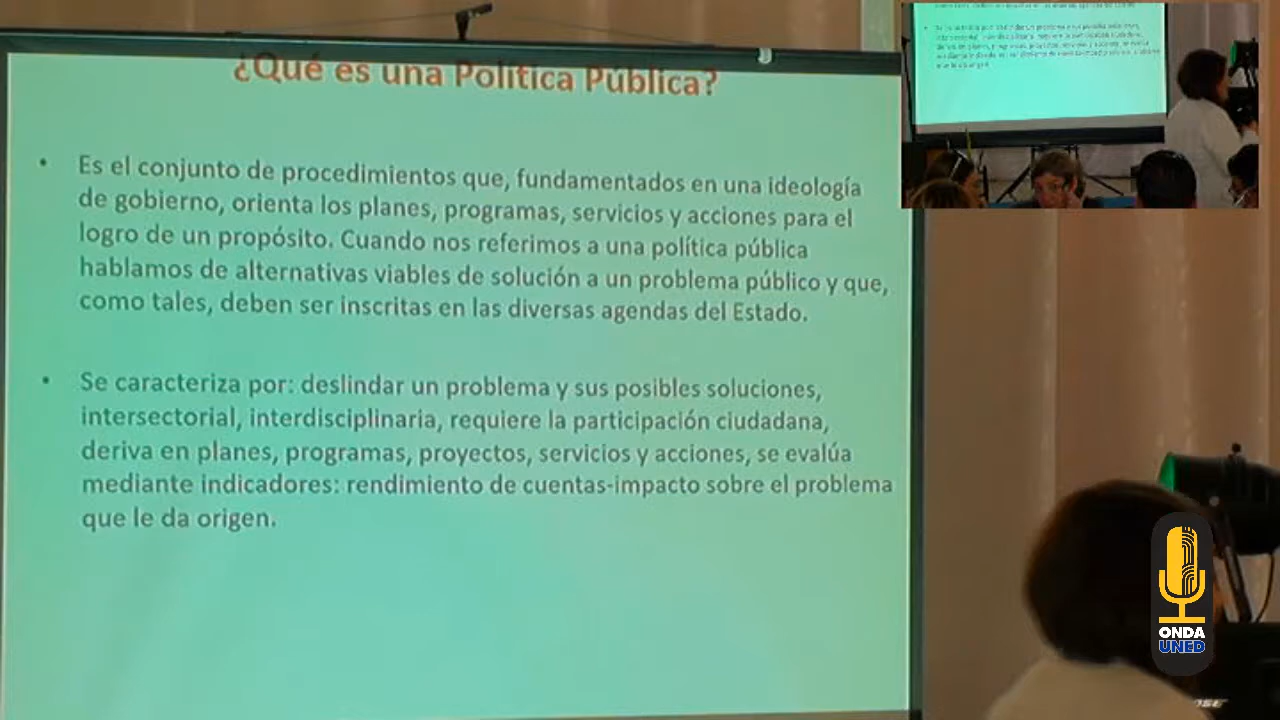 ¿Qué es una Política Pública?
• Es el conjunto de procedimientos que, fundamentados en una ideología
de gobierno, orienta los planes, programas, servicios y acciones para el
logro de un propósito. Cuando nos referimos a una política pública
hablamos de alternativas viables de solución a un problema público y que,
como tales, deben ser inscritas en las diversas agendas del Estado.
• Se caracteriza por: deslindar un problema y sus posibles soluciones,
intersectorial, interdisciplinaria, requiere la participación ciudadana,
deriva en planes, programas, proyectos, servicios y acciones, se evalúa
mediante indicadores: rendimiento de cuentas-impacto sobre el problema
que le da origen.
ONDA
UNED